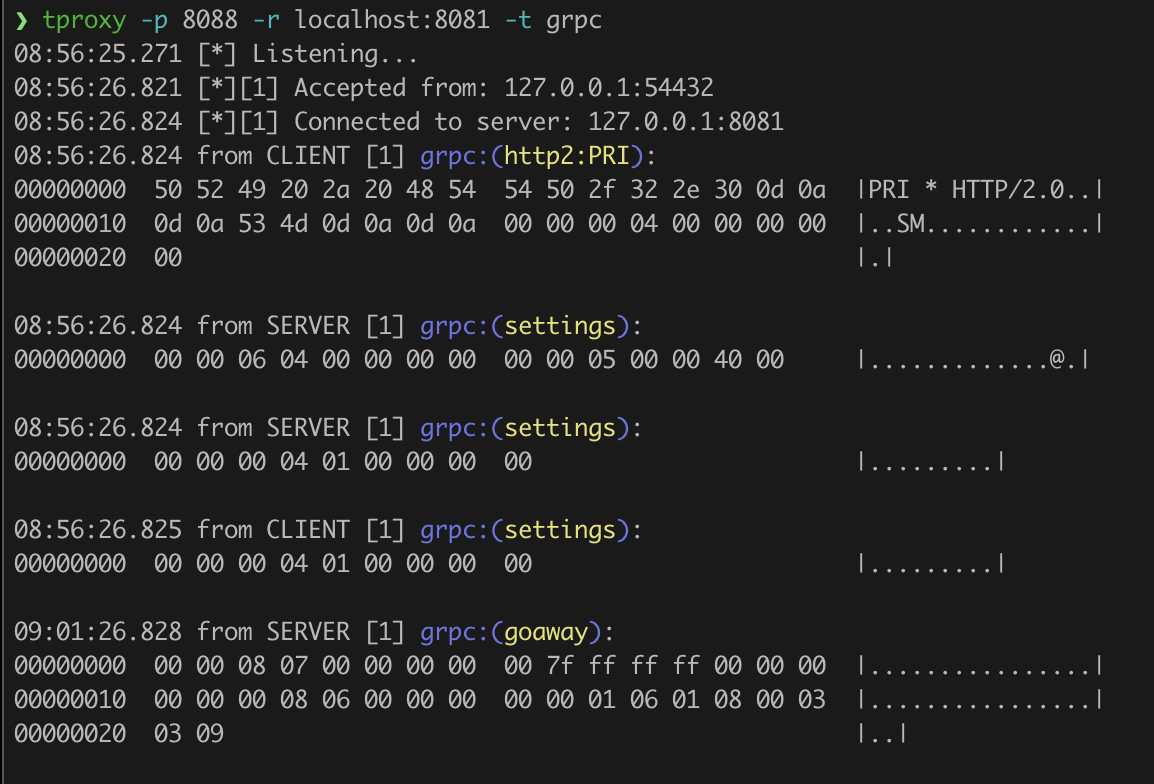 ❯ tproxy -p 8088 -r localhost:8081 -t grpc
08:56:25.271 [*] Listening...
08:56:26.821 [*][1] Accepted from: 127.0.0.1:54432
08:56:26.824 [*][1] Connected to server: 127.0.0.1:8081
08:56:26.824 from CLIENT [1] grpc:(http2:PRI):
00000000  50 52 49 20 2a 20 48 54  54 50 2f 32 2e 30 0d 0a  |PRI * HTTP/2.0..|
00000010  0d 0a 53 4d 0d 0a 0d 0a  00 00 00 04 00 00 00 00  |..SM............|
00000020  00                                                |.|
08:56:26.824 from SERVER [1] grpc:(settings):
00000000  00 00 06 04 00 00 00 00  00 00 05 00 00 40 00     |.............@.|
08:56:26.824 from SERVER [1] grpc:(settings):
00000000  00 00 00 04 01 00 00 00  00                       |.........|
08:56:26.825 from CLIENT [1] grpc:(settings):
00000000  00 00 00 04 01 00 00 00  00                       |.........|
09:01:26.828 from SERVER [1] grpc:(goaway):
00000000  00 00 08 07 00 00 00 00  00 7f ff ff ff 00 00 00  |................|
00000010  00 00 00 08 06 00 00 00  00 00 01 06 01 08 00 03  |................|
00000020  03 09                                             |..|